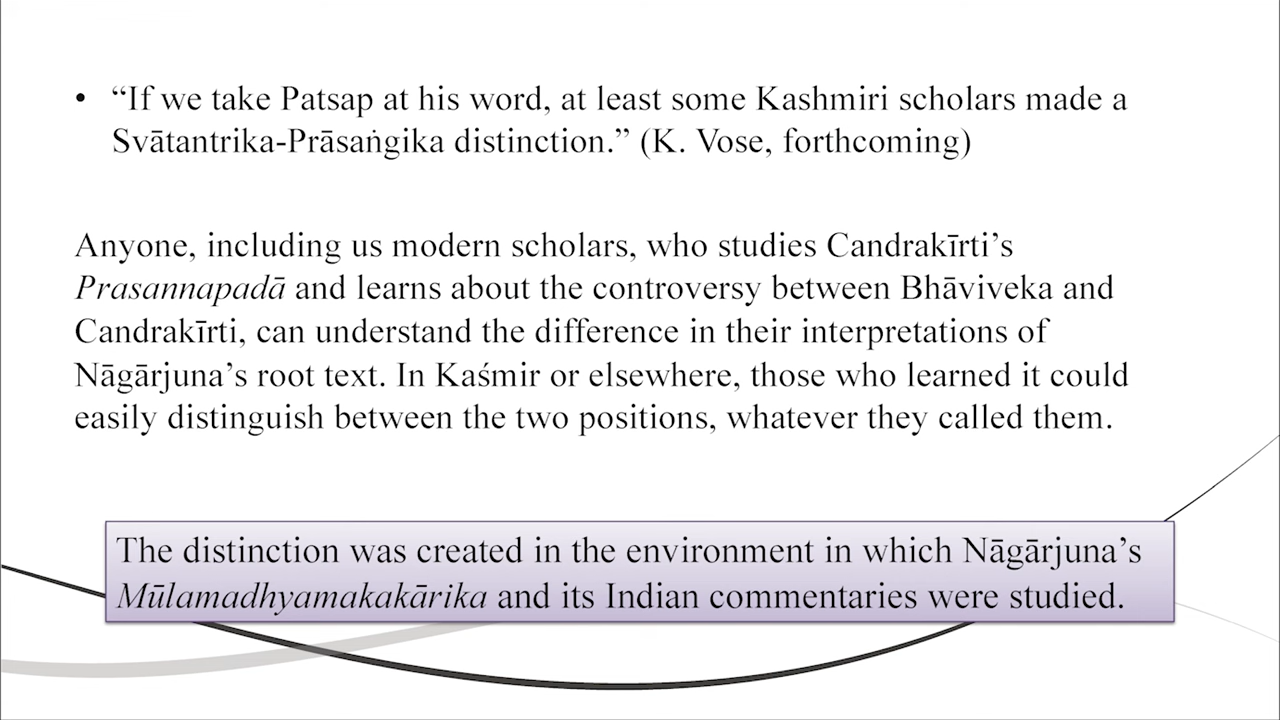 • “If we take Patsap at his word, at least some Kashmiri scholars made a
Svātantrika-Prāsaṅgika distinction.” (K. Vose, forthcoming)
Anyone, including us modern scholars, who studies Candrakīrti’s
Prasannapadā and learns about the controversy between Bhāviveka and
Candrakīrti, can understand the difference in their interpretations of
Nāgārjuna’s root text. In Kaśmir or elsewhere, those who learned it could
easily distinguish between the two positions, whatever they called them.
The distinction was created in the environment in which Nāgārjuna’s
Mūlamadhyamakakārika and its Indian commentaries were studied.